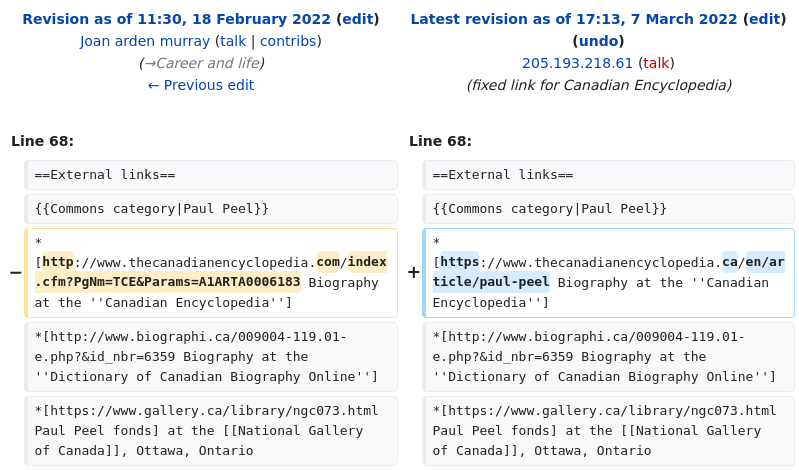 Revision as of 11:30, 18 February 2022 (edit)
Joan arden murray (talk | contribs)
(→Career and life)
← Previous edit
Line 68:
==External links==
{{Commons category|Paul Peel}}
−
*
[http://www.thecanadianencyclopedia.com/index
.cfm?PgNm=TCE&Params=A1ARTA0006183 Biography
at the ''Canadian Encyclopedia'']
*[http://www.biographi.ca/009004-119.01-
e.php?&id_nbr=6359 Biography at the
''Dictionary of Canadian Biography Online'']
*[https://www.gallery.ca/library/ngc073.html
Paul Peel fonds] at the [[National Gallery
of Canada]], Ottawa, Ontario
Latest revision as of 17:13, 7 March 2022 (edit)
(undo)
205.193.218.61 (talk)
(fixed link for Canadian Encyclopedia)
Line 68:
==External links==
{{Commons category|Paul Peel}}
+
*
[https://www.thecanadianencyclopedia.ca/en/ar
ticle/paul-peel Biography at the ''Canadian
Encyclopedia'']
*[http://www.biographi.ca/009004-119.01-
e.php?&id_nbr=6359 Biography at the
''Dictionary of Canadian Biography Online'']
*[https://www.gallery.ca/library/ngc073.html
Paul Peel fonds] at the [[National Gallery
of Canada]], Ottawa, Ontario